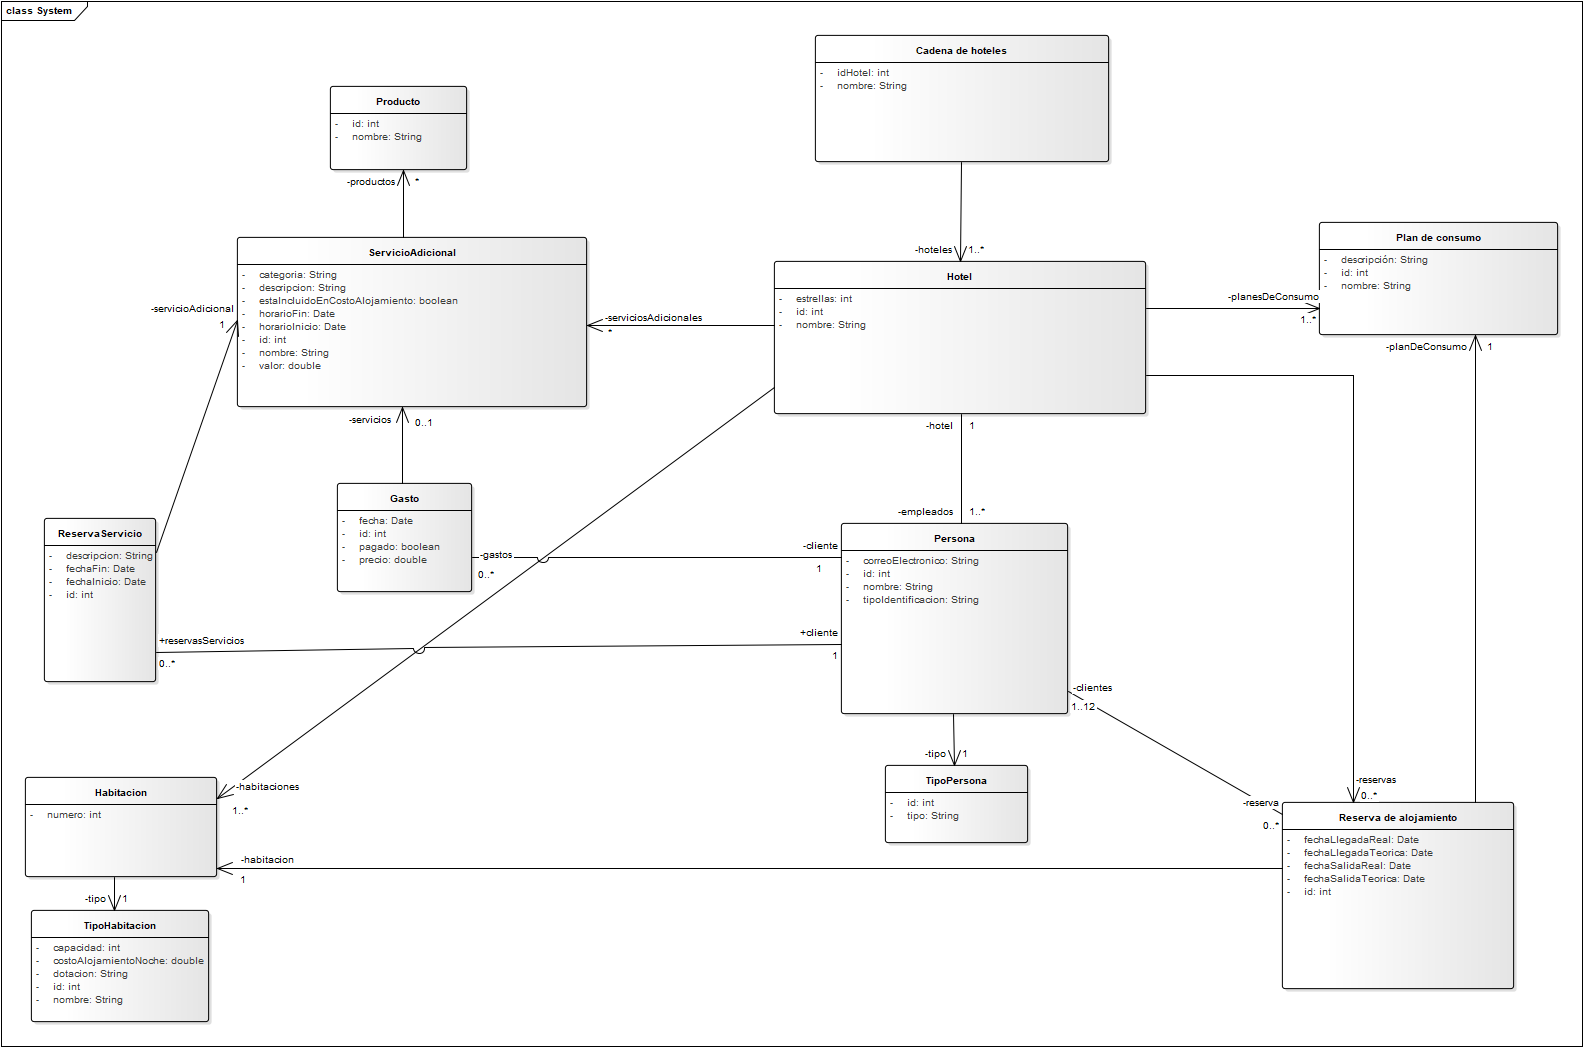 class System
Cadena de hoteles
- idHotel: int
- nombre: String
Producto
- id: int
- nombre: String
-productos
*
-hoteles
1..*
ServicioAdicional
- categoria: String
- descripcion: String
- estaIncluidoEnCostoAlojamiento: boolean
- horarioFin: Date
- horarioInicio: Date
- id: int
- nombre: String
- valor: double
Hotel
- estrellas: int
- id: int
- nombre: String
Plan de consumo
- descripción: String
- id: int
- nombre: String
-servicioAdicional
1
-serviciosAdicionales
*
-planesDeConsumo
1..*
-planDeConsumo
1
-servicios
0..1
-hotel
1
Gasto
- fecha: Date
- id: int
- pagado: boolean
- precio: double
-empleados
1..*
ReservaServicio
- descripcion: String
- fechaFin: Date
- fechaInicio: Date
- id: int
-gastos
0..*
-cliente
1
Persona
- correoElectronico: String
- id: int
- nombre: String
- tipoIdentificacion: String
+reservasServicios
0..*
+cliente
1
-clientes
1..12
-tipo
1
TipoPersona
- id: int
- tipo: String
-habitaciones
1..*
Habitacion
- numero: int
-reservas
0..*
-reserva
0..*
Reserva de alojamiento
- fechaLlegadaReal: Date
- fechaLlegadaTeorica: Date
- fechaSalidaReal: Date
- fechaSalidaTeorica: Date
- id: int
-habitacion
1
-tipo
1
TipoHabitacion
- capacidad: int
- costoAlojamientoNoche: double
- dotacion: String
- id: int
- nombre: String